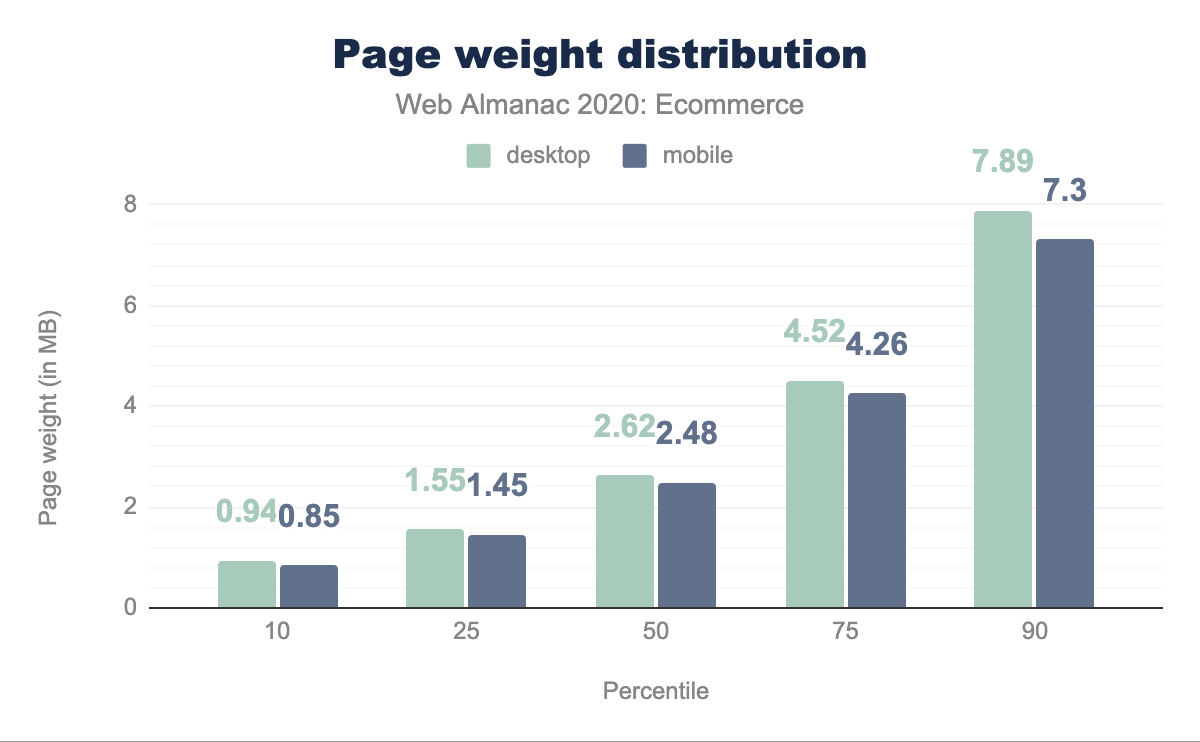 Page weight distribution
Web Almanac 2020: Ecommerce
desktop mobile
7.89
7.3
8
6
4.52
4.26
4
2.62
2.48
1.55
1.45
2
0.94
0.85
0
10 25 50 75 90
Page weight (in MB)
Percentile